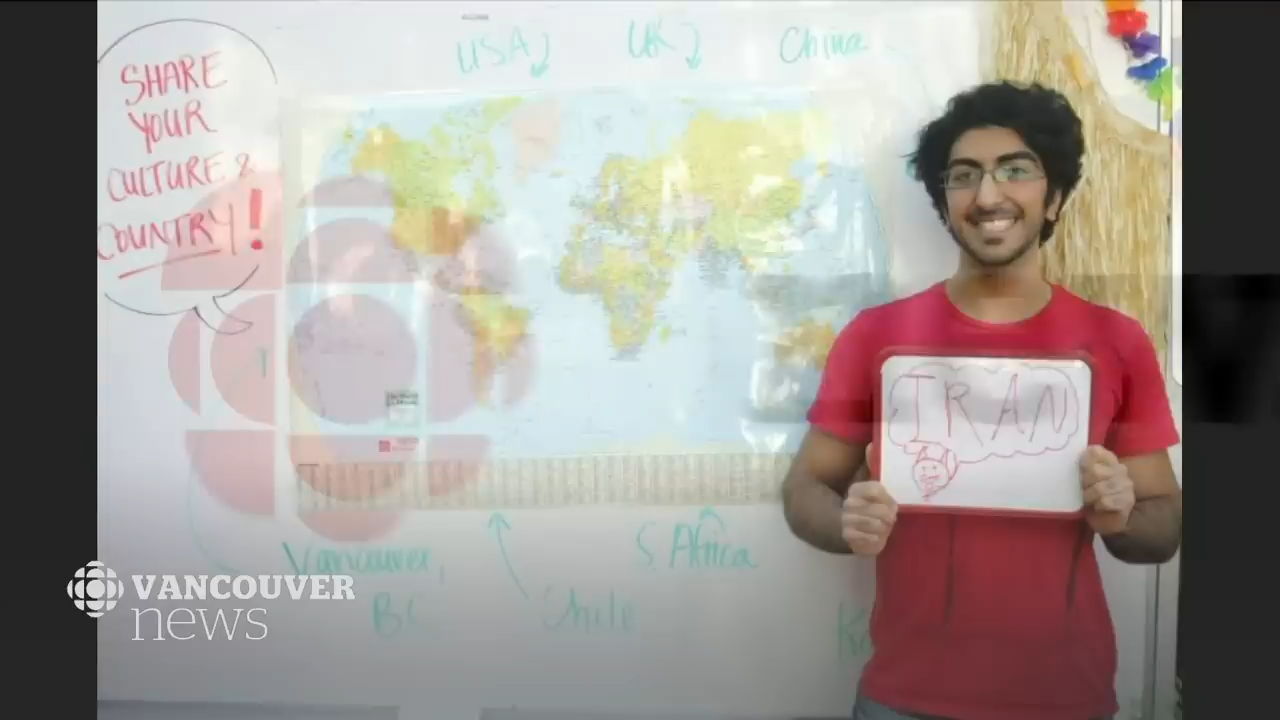 USA
UK
China
SHARE
YOUR
CULTURE &
COUNTRY!
IRAN
Vancouver,
BC
Chile
S Africa
VANCOUVER
news